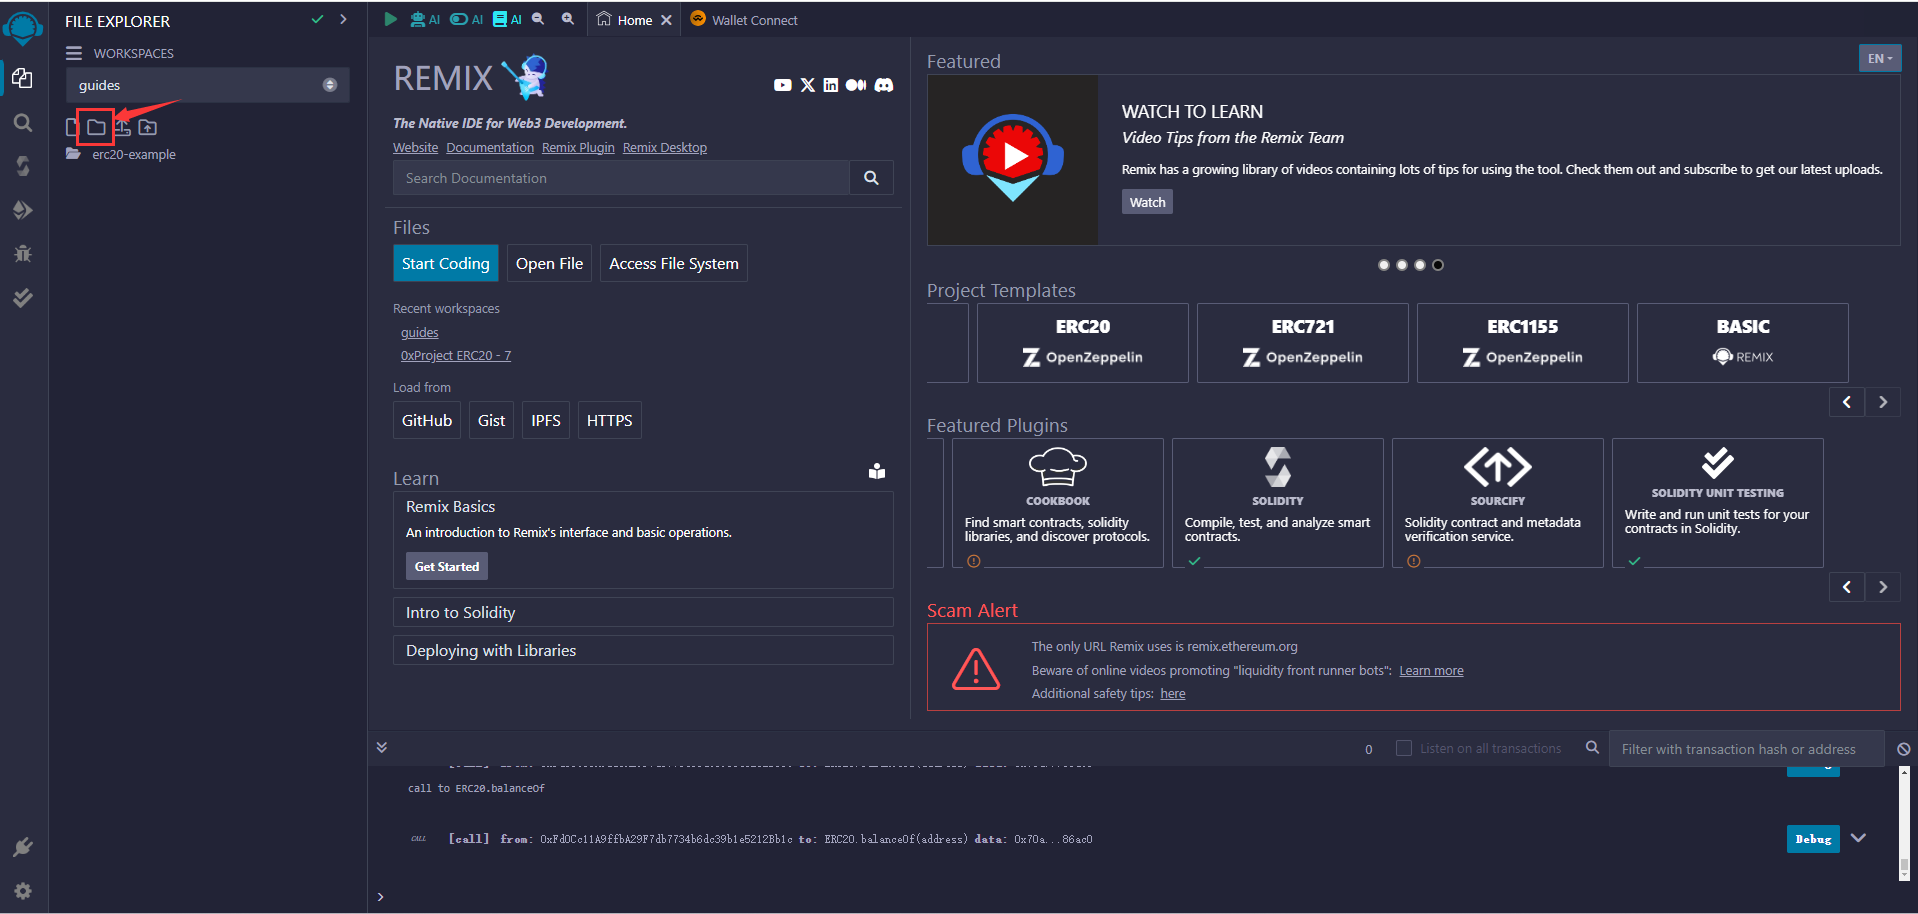 FILE EXPLORER
WORKSPACES
guides
erc20-example
AI
AI
AI
Home
Wallet Connect
REMIX
The Native IDE for Web3 Development.
Website Documentation Remix Plugin Remix Desktop
Search Documentation
Files
Start Coding
Open File
Access File System
Recent workspaces
guides
0xProject ERC20 - 7
Load from
GitHub
Gist
IPFS
HTTPS
Learn
Remix Basics
An introduction to Remix's interface and basic operations.
Get Started
Intro to Solidity
Deploying with Libraries
Featured
EN
WATCH TO LEARN
Video Tips from the Remix Team
Remix has a growing library of videos containing lots of tips for using the tool. Check them out and subscribe to get our latest uploads.
Watch
Project Templates
ERC20
OpenZeppelin
ERC721
OpenZeppelin
ERC1155
OpenZeppelin
BASIC
REMIX
Featured Plugins
COOKBOOK
Find smart contracts, solidity
libraries, and discover protocols.
SOLIDITY
Compile, test, and analyze smart
contracts.
SOURCIFY
Solidity contract and metadata
verification service.
SOLIDITY UNIT TESTING
Write and run unit tests for your
contracts in Solidity.
Scam Alert
The only URL Remix uses is remix.ethereum.org
Beware of online videos promoting "liquidity front runner bots": Learn more
Additional safety tips: here
0
Listen on all transactions
Filter with transaction hash or address
call to ERC20.balanceOf
CALL
[call] from: 0xFd0Cc11A9ffbA29F7db7734b6dc39b1e5212Bb1c to: ERC20.balanceOf(address) data: 0x70a...86ac0
Debug
>